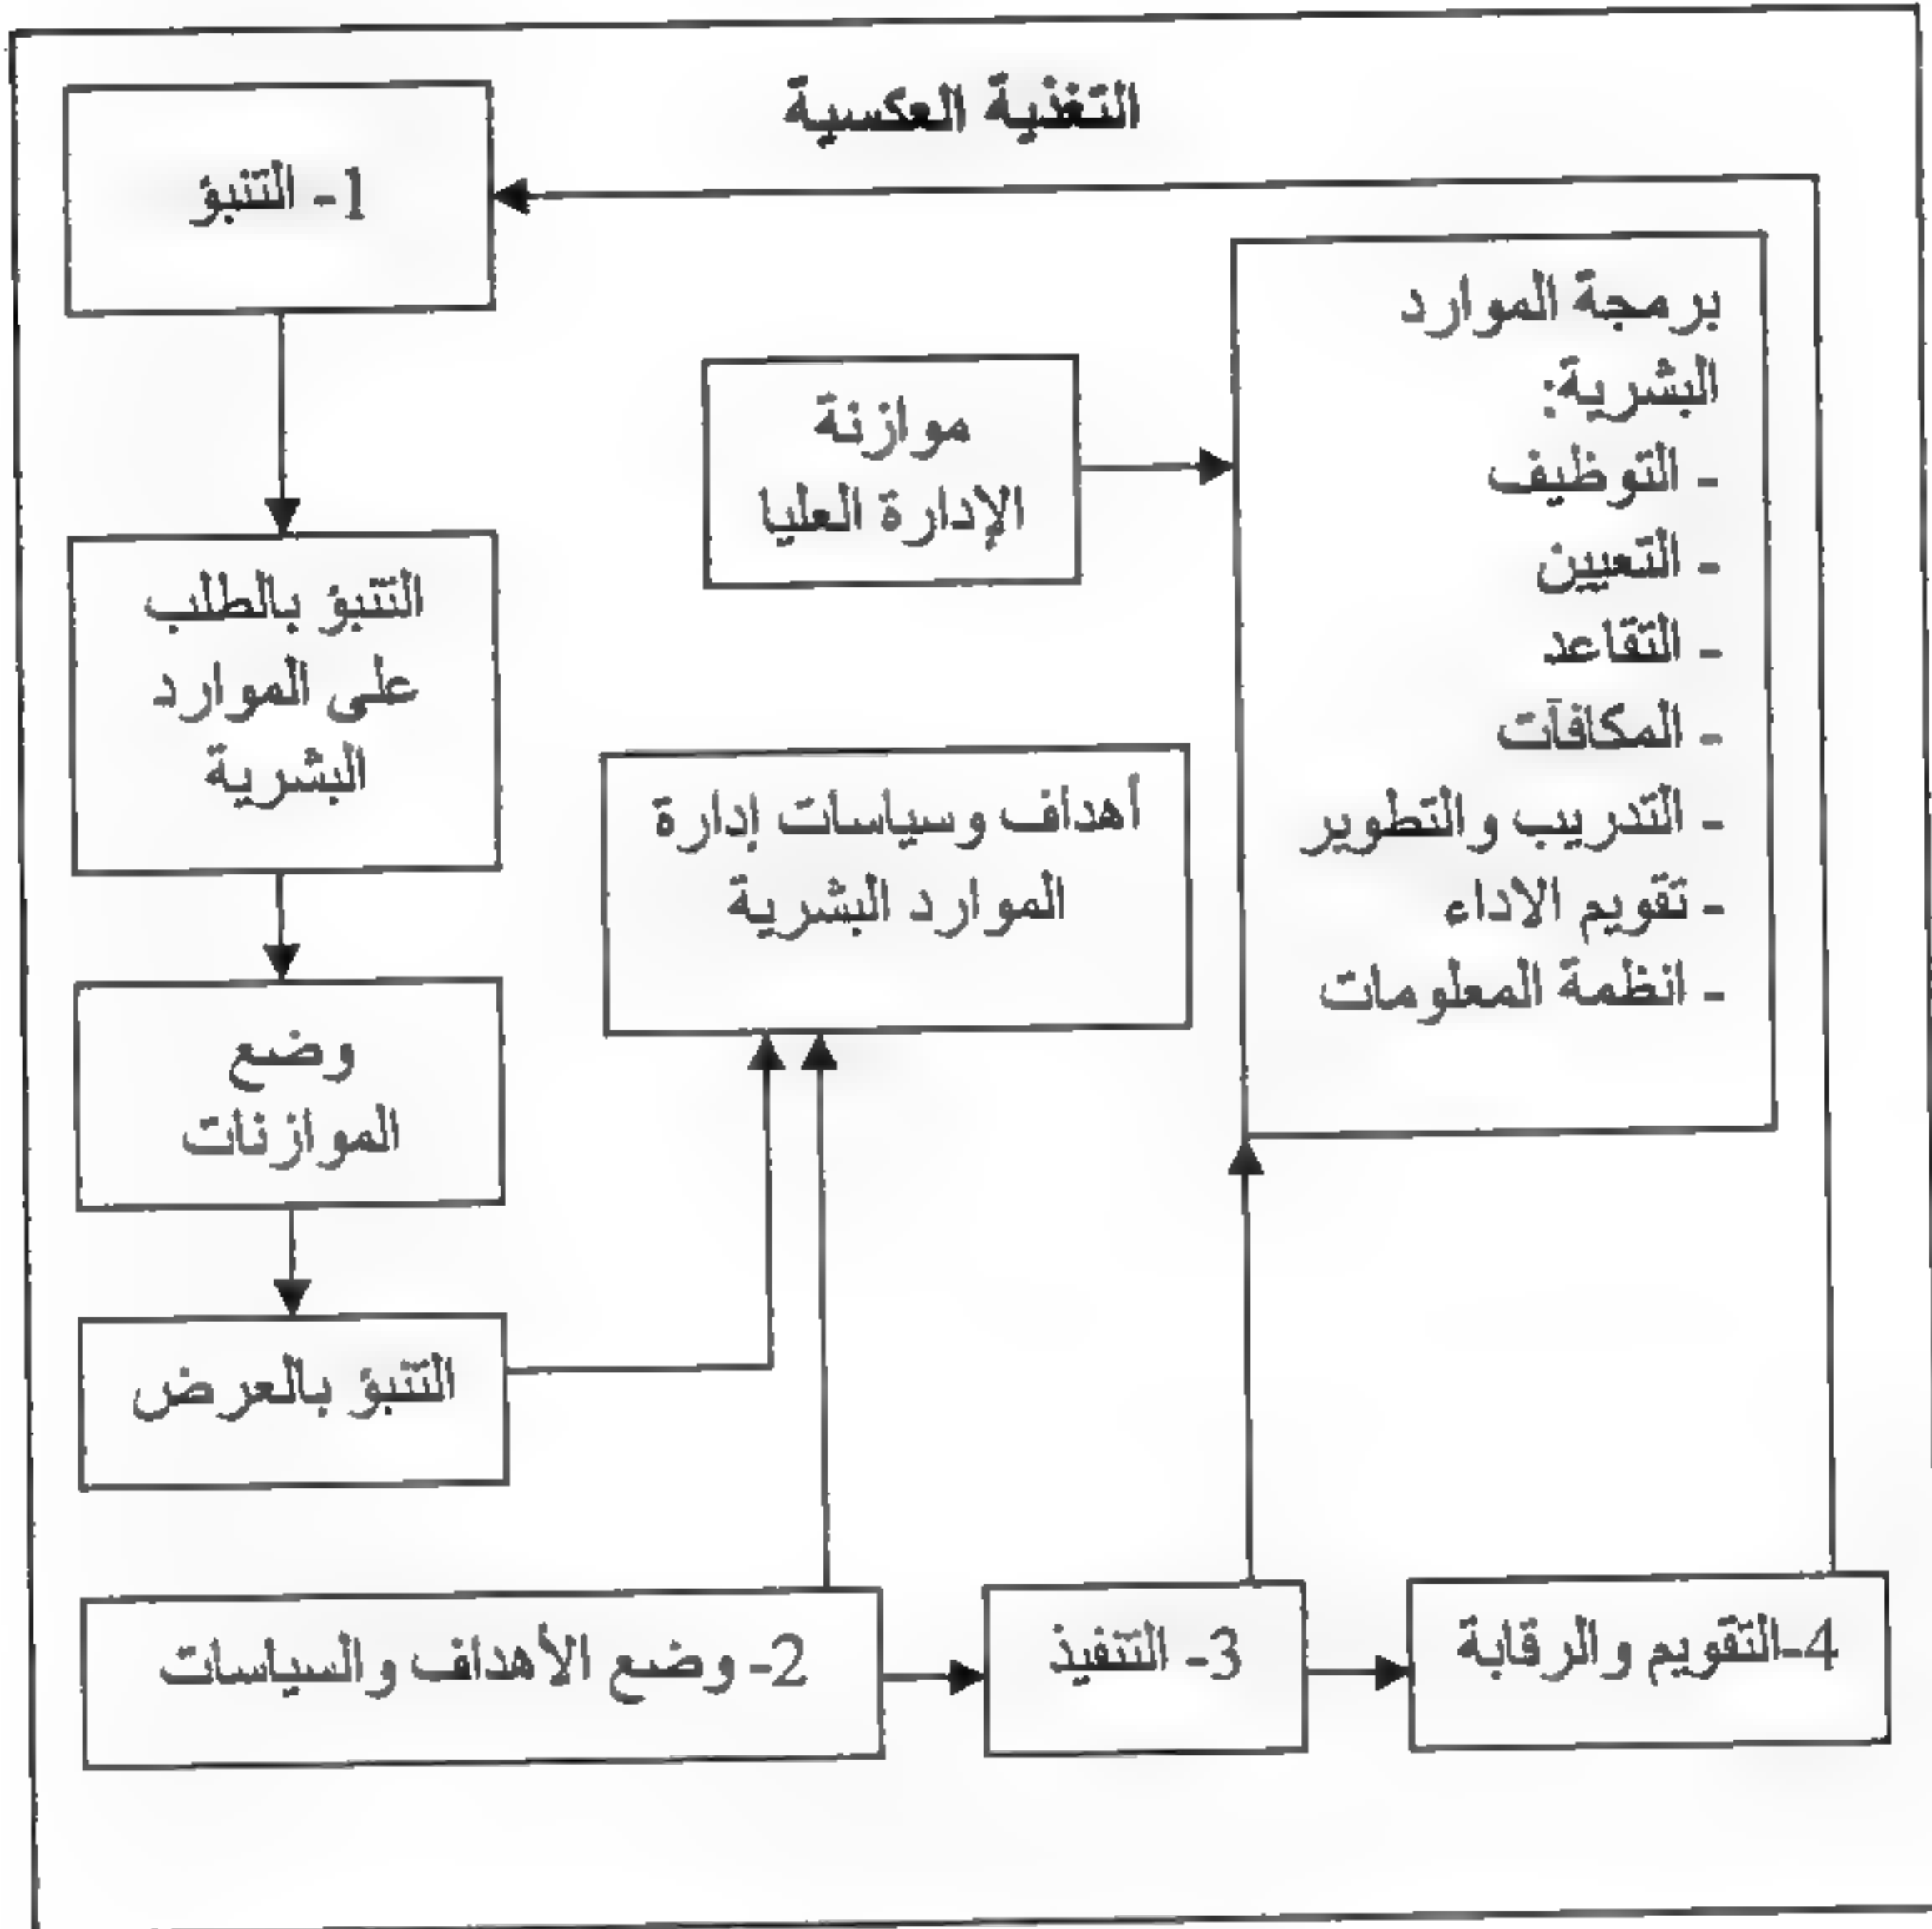 التغذية العكسية
1- التنبؤ
برمجة الموارد
البشرية:
- التوظيف
- التعيين
- التقاعد
- المكافآت
- التدريب والتطوير
- تقويم الاداء
- انظمة المعلومات
موازنة
الإدارة العليا
التنبؤ بالطلب
على الموارد
البشرية
أهداف وسياسات إدارة
الموارد البشرية
وضع
الموازنات
التنبؤ بالعرض
2- وضع الأهداف والسياسات
3- التنفيذ
4-التقويم والرقابة